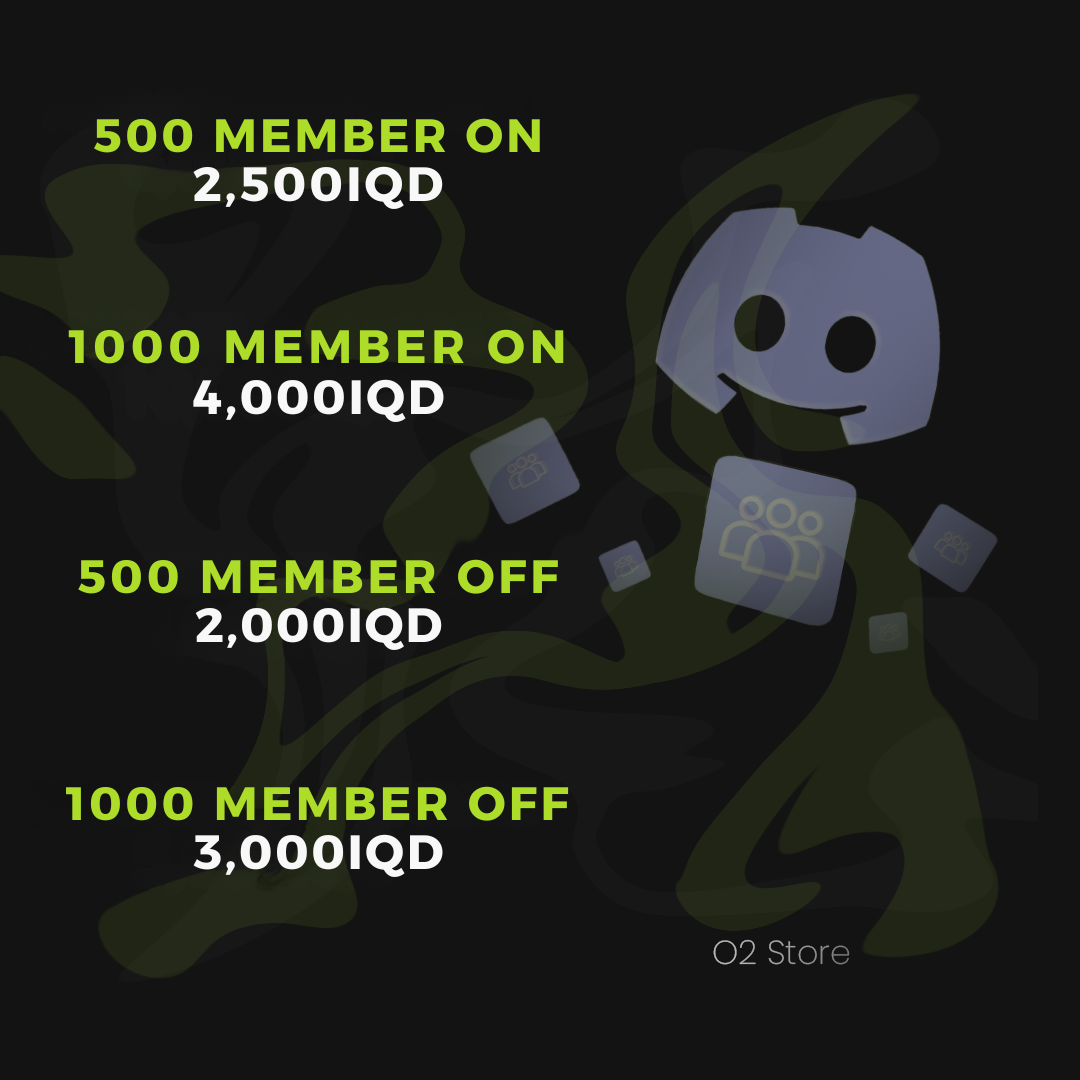 500 MEMBER ON
2,500IQD
1000 MEMBER ON
4,000IQD
500 MEMBER OFF
2,000IQD
1000 MEMBER OFF
3,000IQD
O2 Store